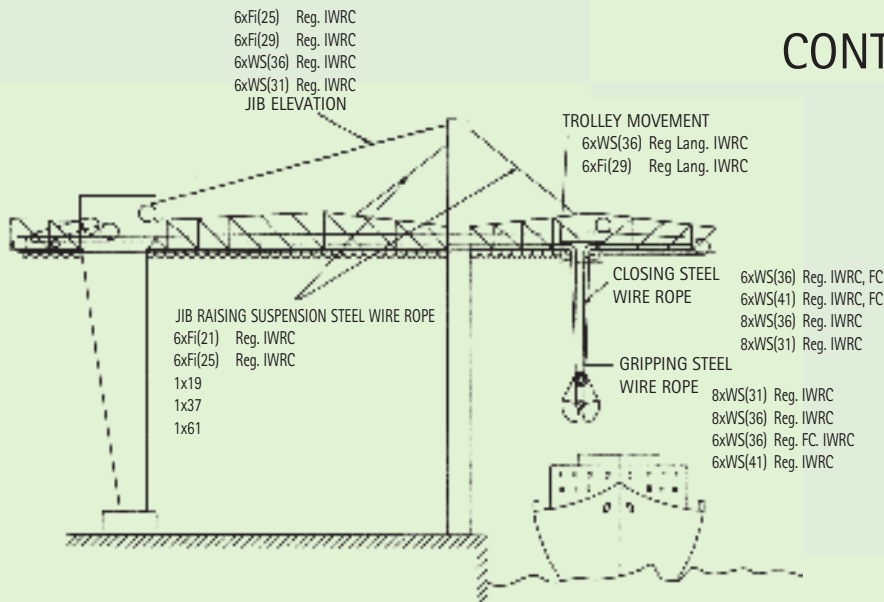 6xFi(25) Reg. IWRC
6xFi(29) Reg. IWRC
6xWS(36) Reg. IWRC
6xWS(31) Reg. IWRC
JIB ELEVATION
CONT
TROLLEY MOVEMENT
6xWS(36) Reg Lang. IWRC
6xFi(29) Reg Lang. IWRC
JIB RAISING SUSPENSION STEEL WIRE ROPE
6xFi(21) Reg. IWRC
6xFi(25) Reg. IWRC
1x19
1x37
1x61
CLOSING STEEL
WIRE ROPE
6xWS(36) Reg. IWRC, FC
6xWS(41) Reg. IWRC, FC
8xWS(36) Reg. IWRC
8xWS(31) Reg. IWRC
GRIPPING STEEL
WIRE ROPE
8xWS(31) Reg. IWRC
8xWS(36) Reg. IWRC
6xWS(36) Reg. FC. IWRC
6xWS(41) Reg. IWRC